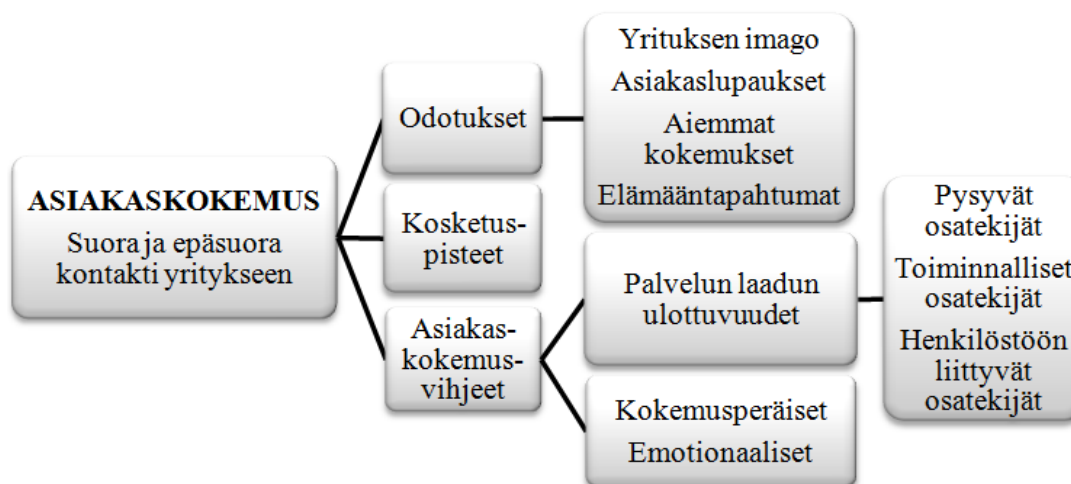 ASIAKASKOKEMUS
Suora ja epäsuora
kontakti yritykseen
Odotukset
Yrituksen imago
Asiakaslupaukset
Aiemmat
kokemukset
Elämääntapahtumat
Kosketus-
pisteet
Asiakas-
kokemus-
vihjeet
Palvelun laadun
ulottuvuudet
Kokemusperäiset
Emotionaaliset
Pysyvät
osatekijät
Toiminnalliset
osatekijät
Henkilöstöön
liittyvät
osatekijät